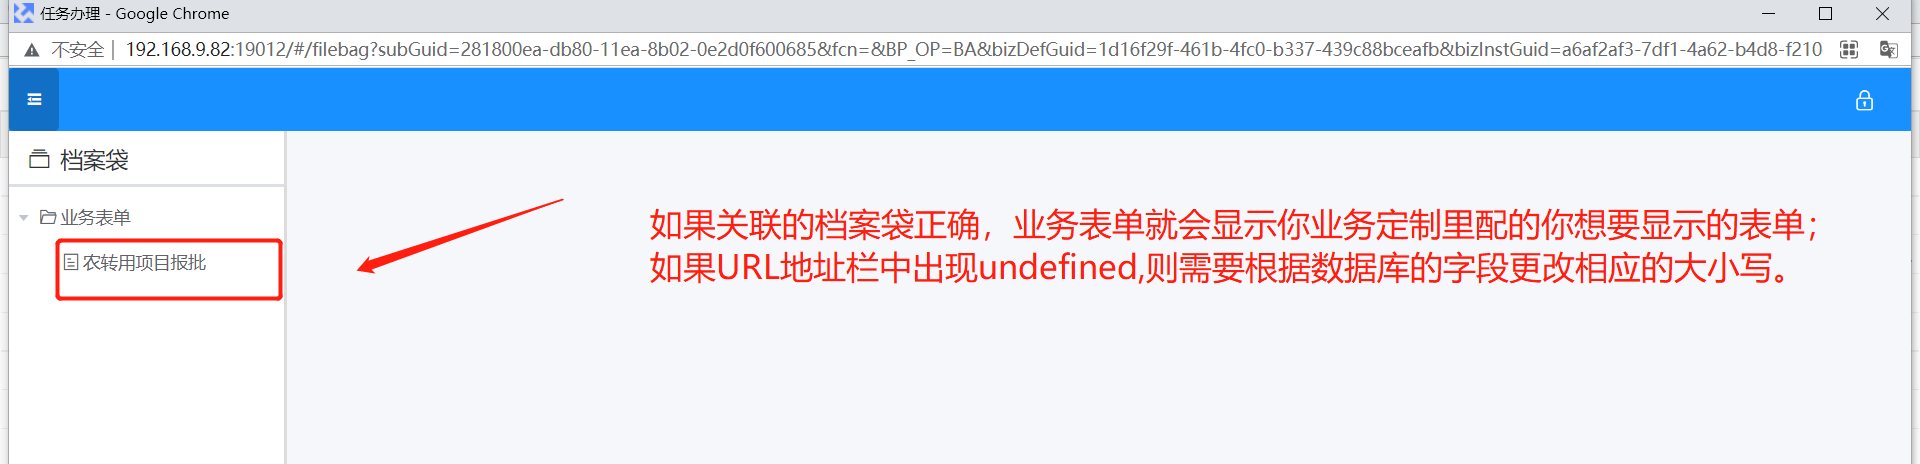 任务办理 - Google Chrome
不安全 | 192.168.9.82:19012/#/filebag?subGuid=281800ea-db80-11ea-8b02-0e2d0f600685&fcn=&BP_OP=BA&bizDefGuid=1d16f29f-461b-4fc0-b337-439c88bceafb&bizInstGuid=a6af2af3-7df1-4a62-b4d8-f210
档案袋
业务表单
农转用项目报批
如果关联的档案袋正确，业务表单就会显示你业务定制里配的你想要显示的表单；
如果URL地址栏中出现undefined,则需要根据数据库的字段更改相应的大小写。